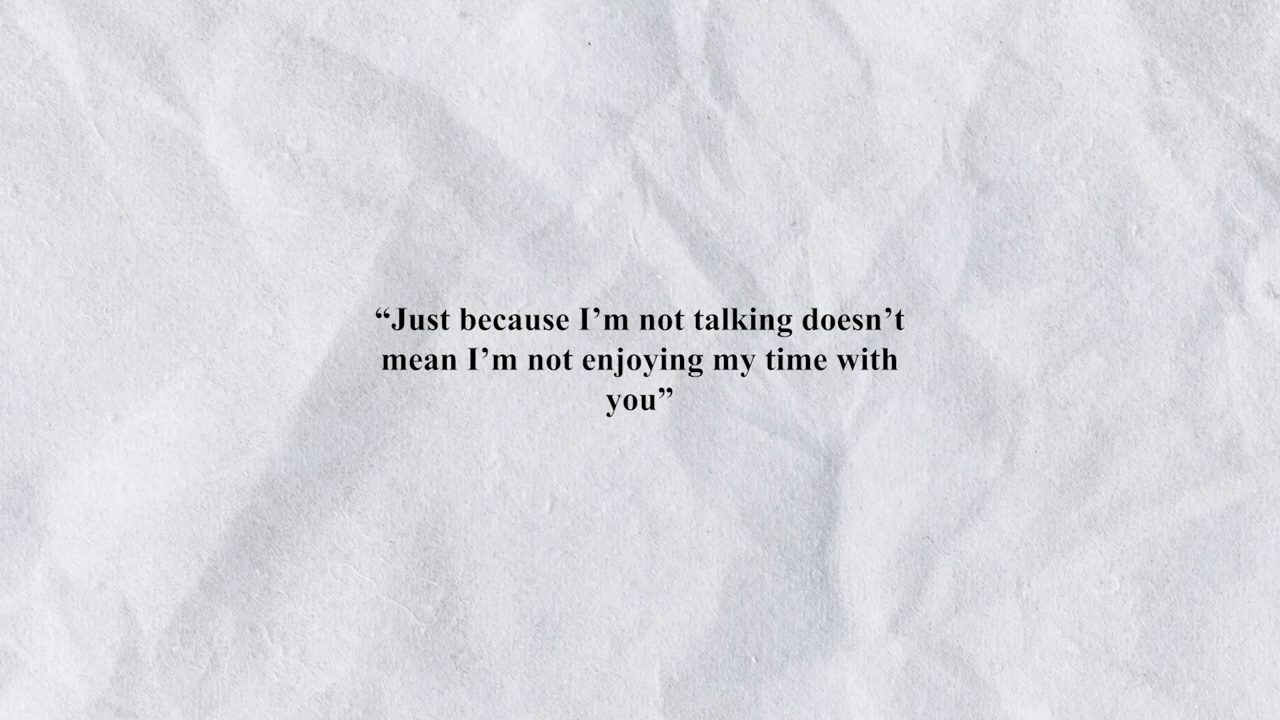 “Just because I’m not talking doesn’t
mean I’m not enjoying my time with
you”